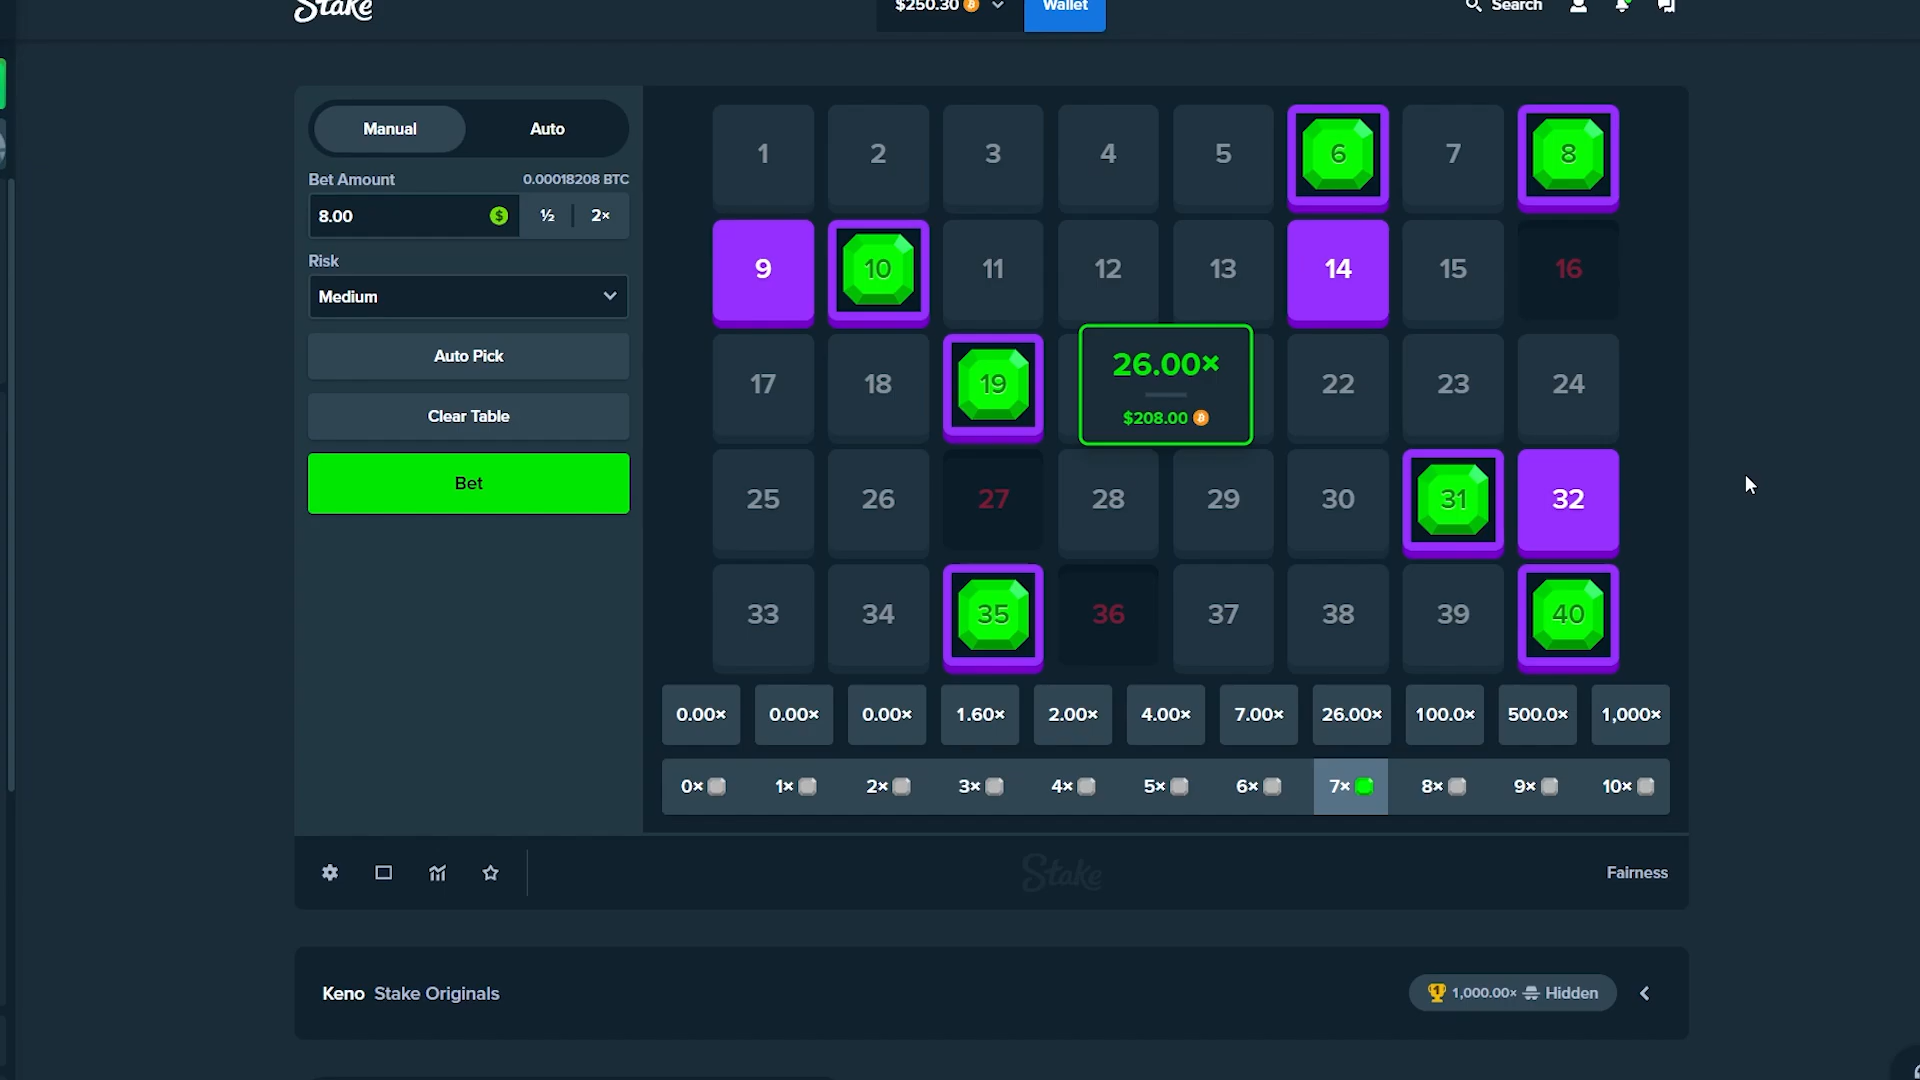 Stake
$250.30
Wallet
Search
Manual
Auto
Bet Amount
0.00018208 BTC
8.00
½
2×
Risk
Medium
Auto Pick
Clear Table
Bet
1 2 3 4 5 6 7 8
9 10 11 12 13 14 15 16
17 18 19 22 23 24
26.00×
$208.00
25 26 27 28 29 30 31 32
33 34 35 36 37 38 39 40
0.00× 0.00× 0.00× 1.60× 2.00× 4.00× 7.00× 26.00× 100.0× 500.0× 1,000×
0× 1× 2× 3× 4× 5× 6× 7× 8× 9× 10×
Stake
Fairness
Keno Stake Originals
1 1,000.00× Hidden